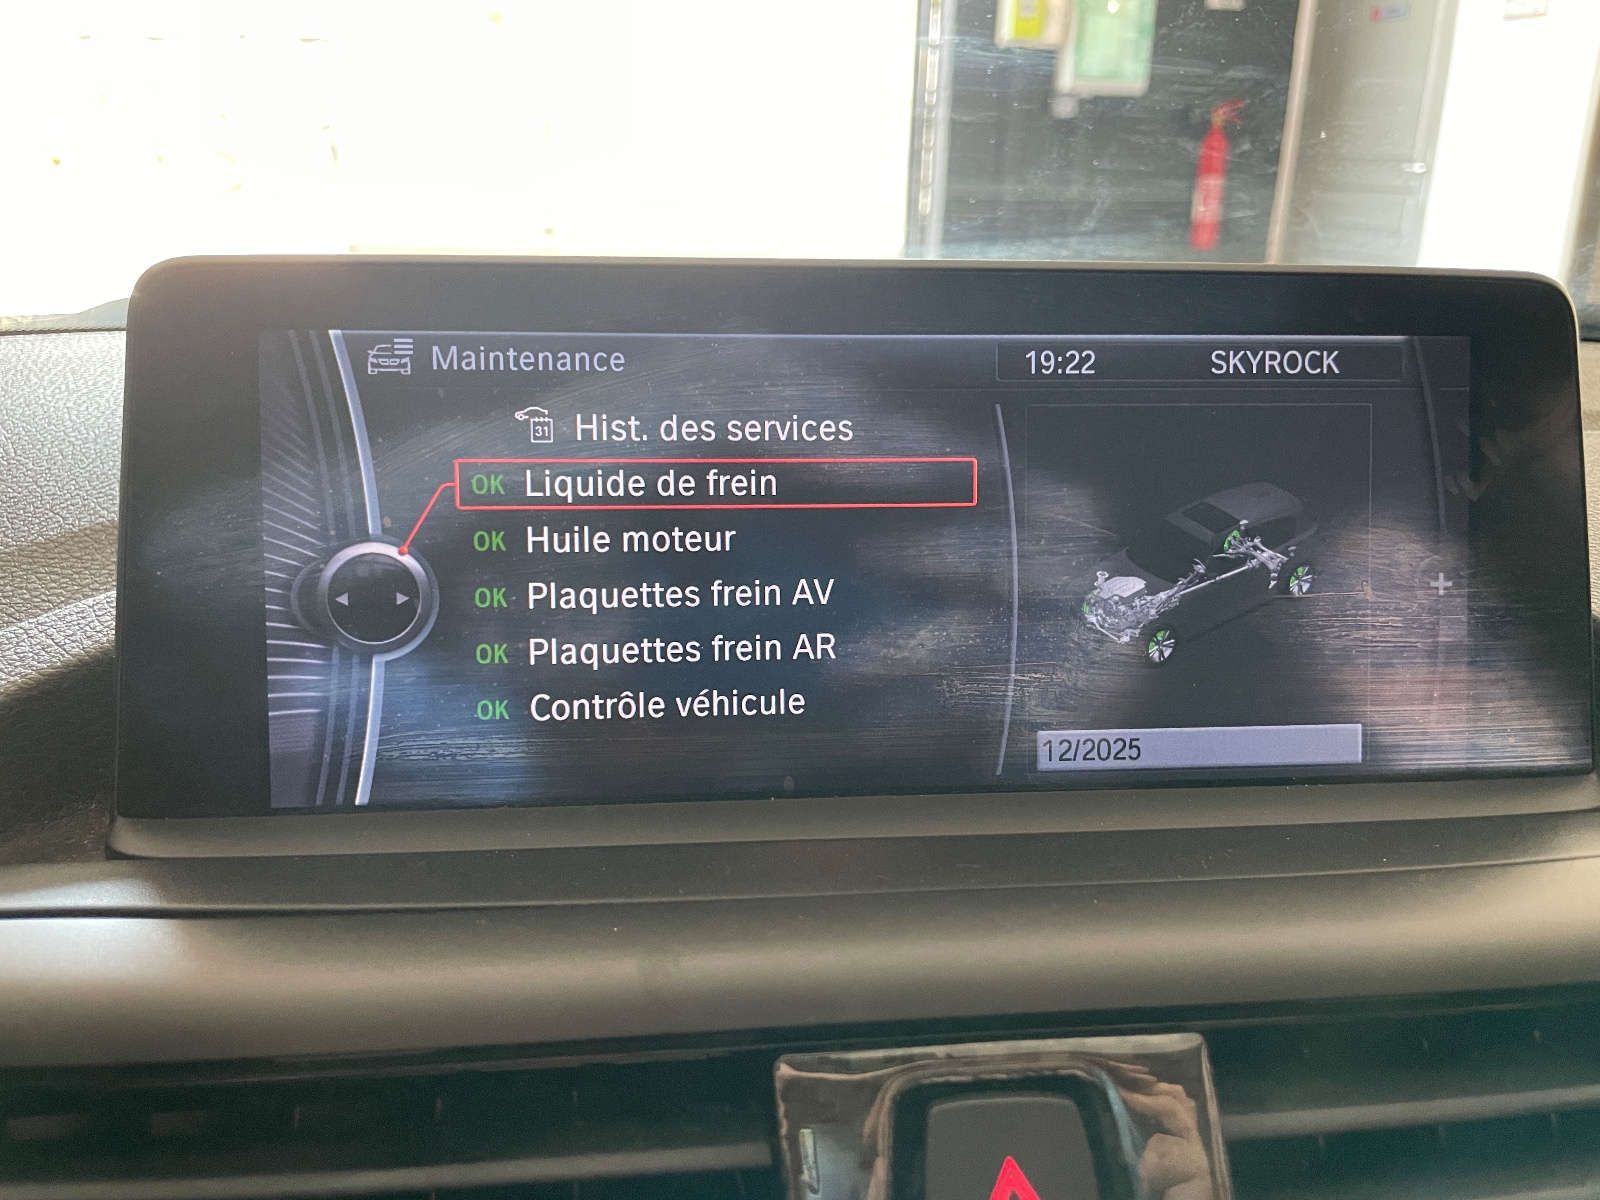 Maintenance
19:22 SKYROCK
31 Hist. des services
OK Liquide de frein
OK Huile moteur
OK Plaquettes frein AV
OK Plaquettes frein AR
OK Contrôle véhicule
12/2025